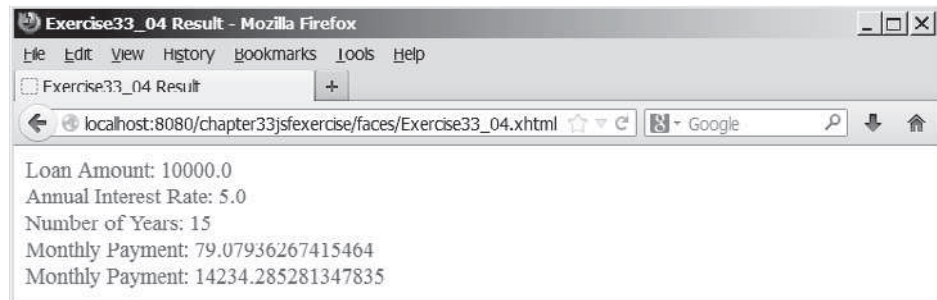 Exercise33_04 Result - Mozilla Firefox
File Edit View History Bookmarks Tools Help
Exercise33_04 Result +
localhost:8080/chapter33jsfexercise/faces/Exercise33_04.xhtml Google
Loan Amount: 10000.0
Annual Interest Rate: 5.0
Number of Years: 15
Monthly Payment: 79.07936267415464
Monthly Payment: 14234.285281347835